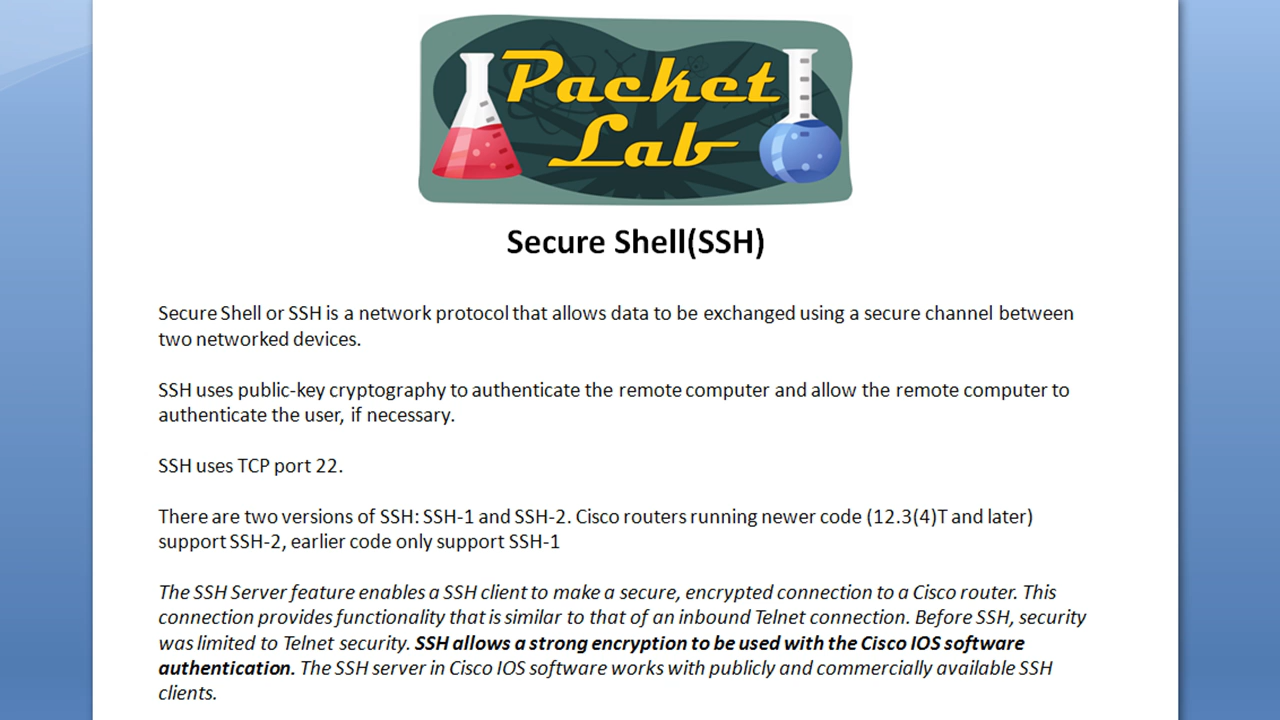 Packet
Lab
Secure Shell(SSH)
Secure Shell or SSH is a network protocol that allows data to be exchanged using a secure channel between
two networked devices.
SSH uses public-key cryptography to authenticate the remote computer and allow the remote computer to
authenticate the user, if necessary.
SSH uses TCP port 22.
There are two versions of SSH: SSH-1 and SSH-2. Cisco routers running newer code (12.3(4)T and later)
support SSH-2, earlier code only support SSH-1
The SSH Server feature enables a SSH client to make a secure, encrypted connection to a Cisco router. This
connection provides functionality that is similar to that of an inbound Telnet connection. Before SSH, security
was limited to Telnet security. SSH allows a strong encryption to be used with the Cisco IOS software
authentication. The SSH server in Cisco IOS software works with publicly and commercially available SSH
clients.